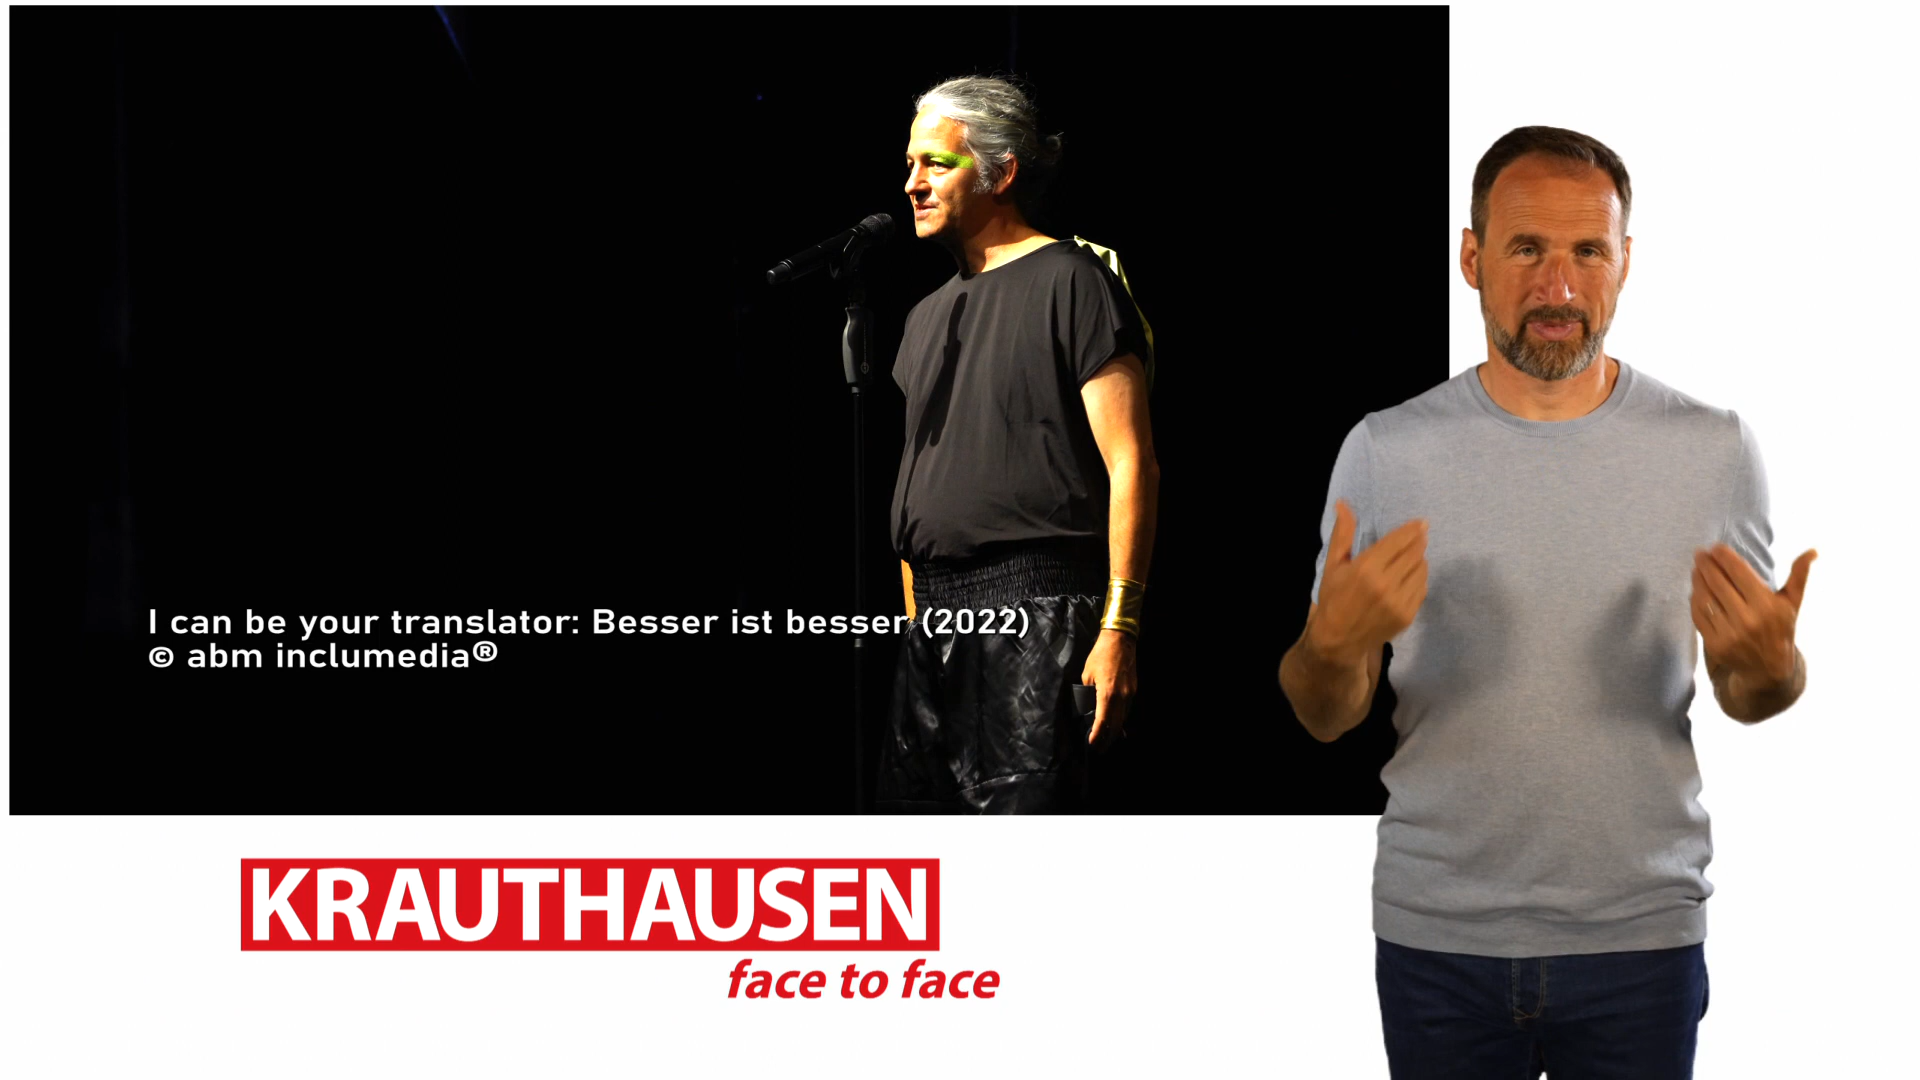 I can be your translator: Besser ist besser (2022)
© abm inclumedia®
KRAUTHAUSEN
face to face